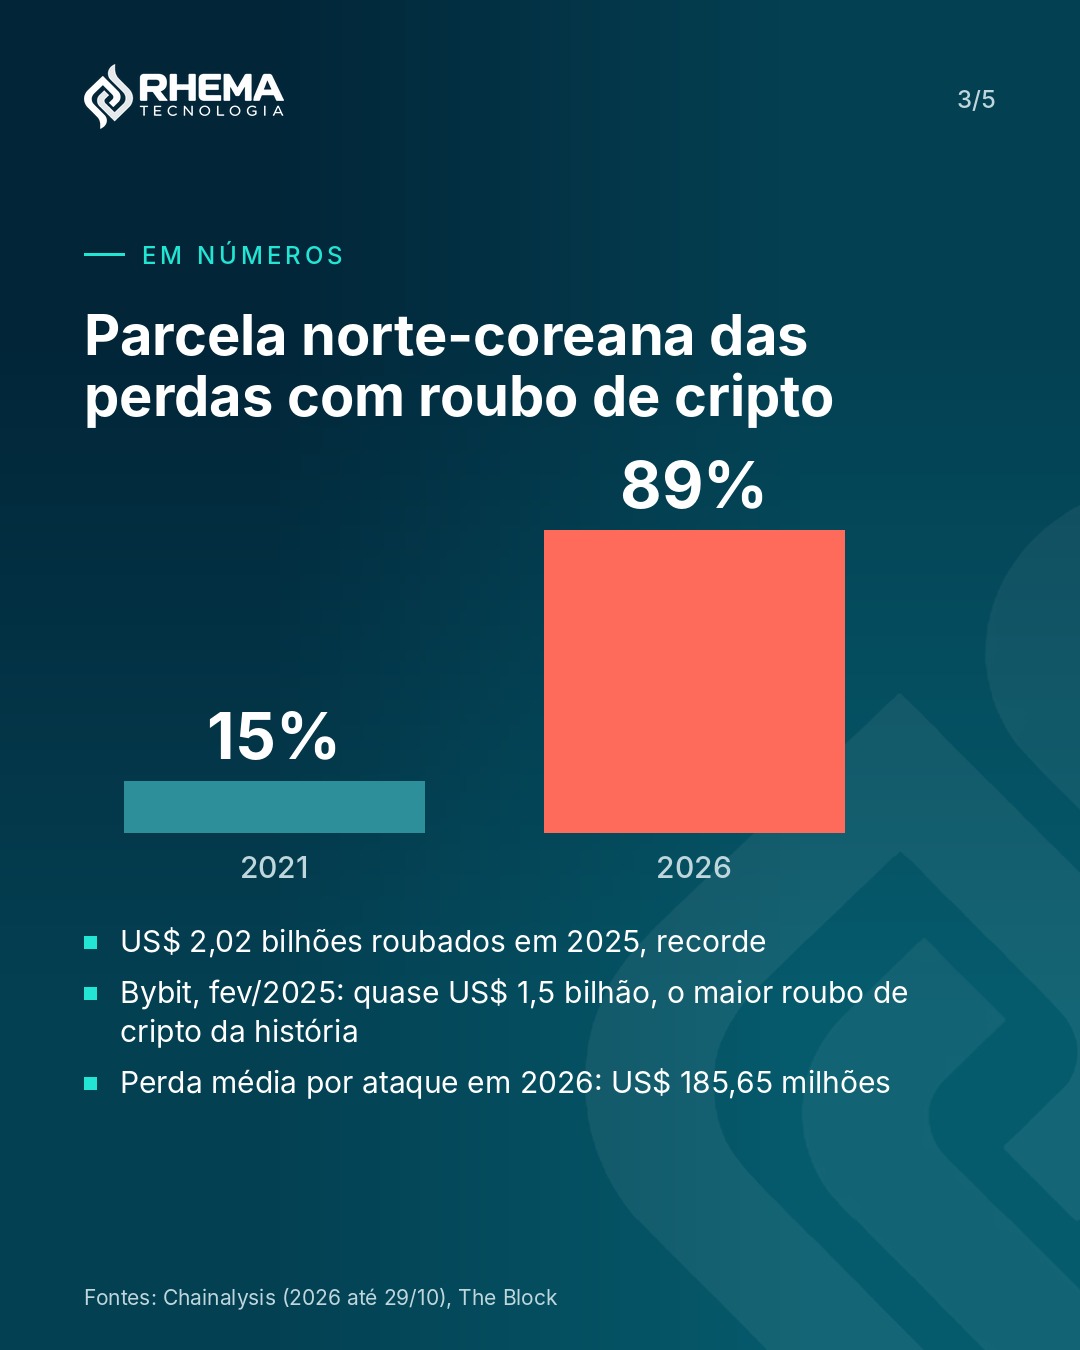 RHEMA
TECNOLOGIA
3/5
EM NÚMEROS
Parcela norte-coreana das
perdas com roubo de cripto
89%
15%
2021
2026
US$ 2,02 bilhões roubados em 2025, recorde
Bybit, fev/2025: quase US$ 1,5 bilhão, o maior roubo de
cripto da história
Perda média por ataque em 2026: US$ 185,65 milhões
Fontes: Chainalysis (2026 até 29/10), The Block